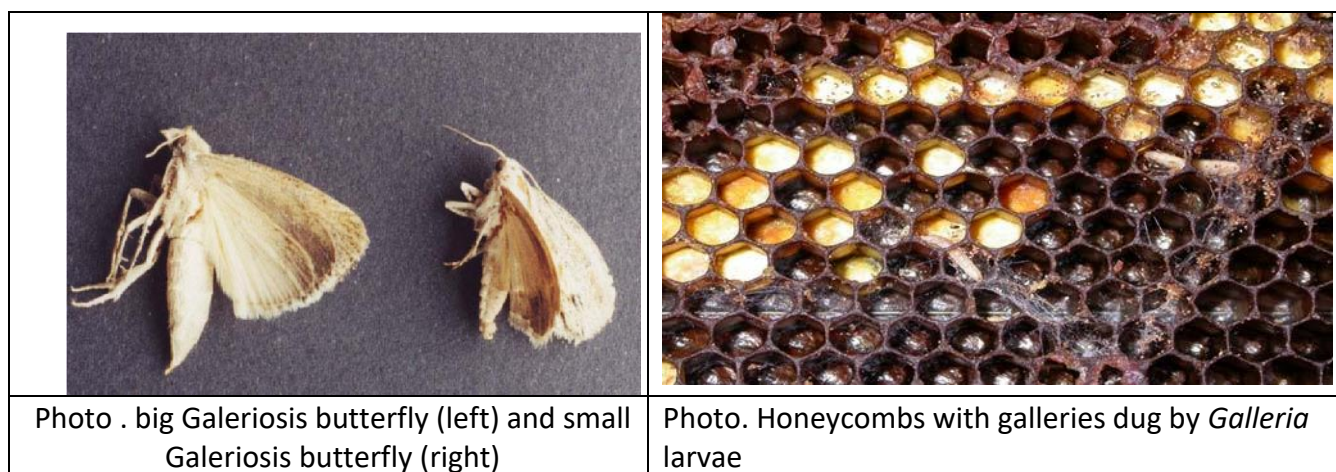 Photo . big Galeriosis butterfly (left) and small
Galeriosis butterfly (right)
Photo. Honeycombs with galleries dug by Galleria
larvae